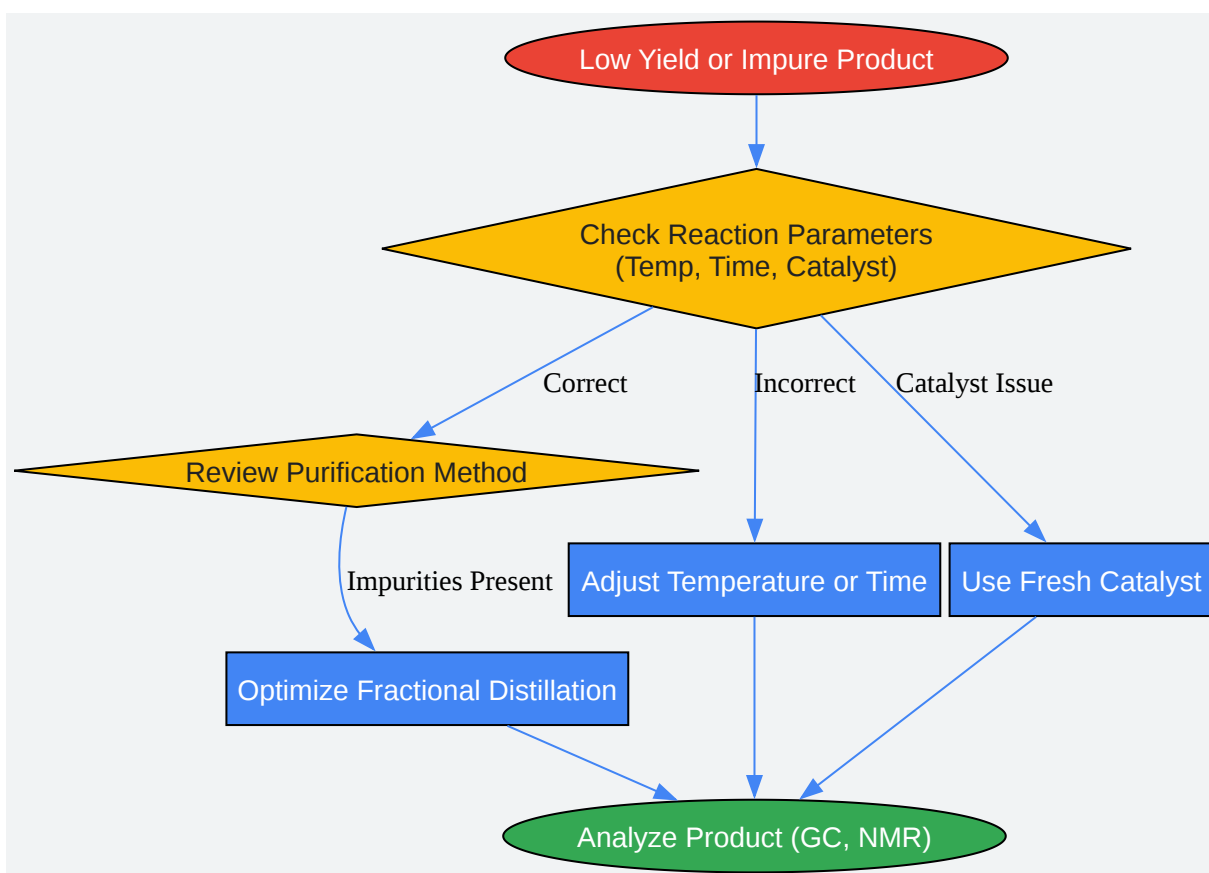 Low Yield or Impure Product
Check Reaction Parameters
(Temp, Time, Catalyst)
Correct
Incorrect
Catalyst Issue
Review Purification Method
Impurities Present
Adjust Temperature or Time
Use Fresh Catalyst
Optimize Fractional Distillation
Analyze Product (GC, NMR)